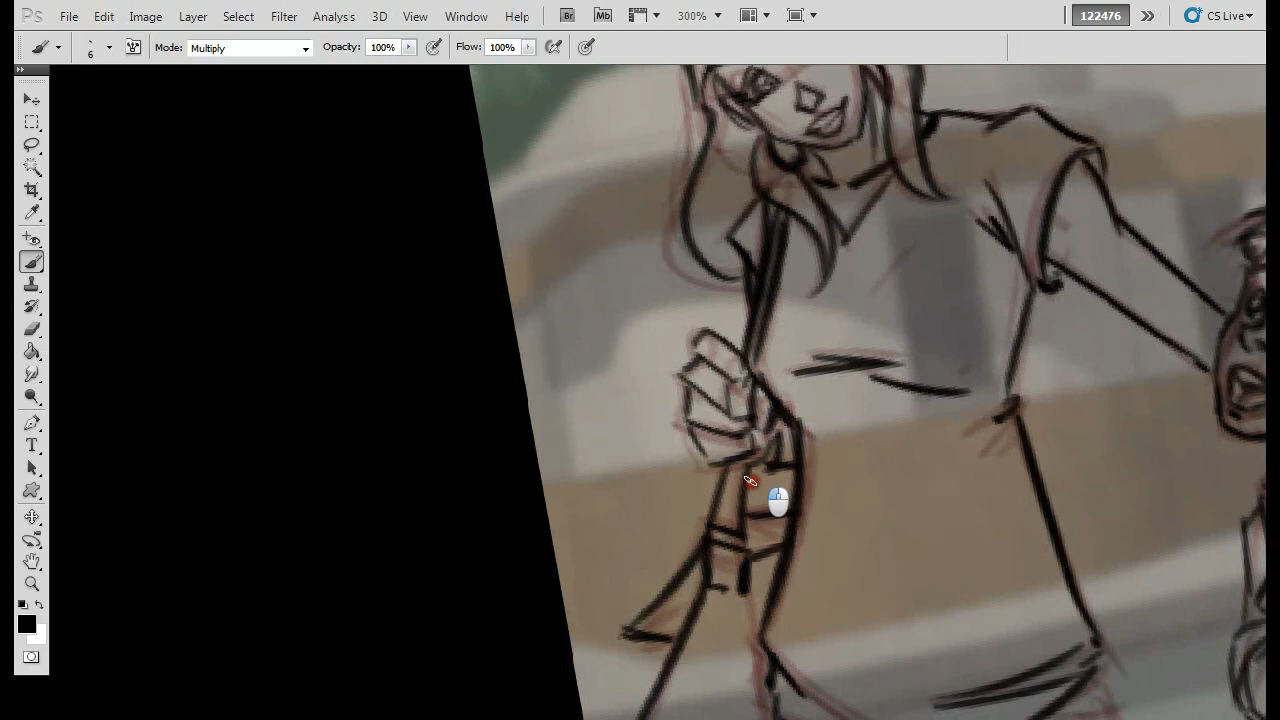 Ps File Edit Image Layer Select Filter Analysis 3D View Window Help Br Mb 300% 122476 CS Live
6 Mode: Multiply Opacity: 100% Flow: 100%
T